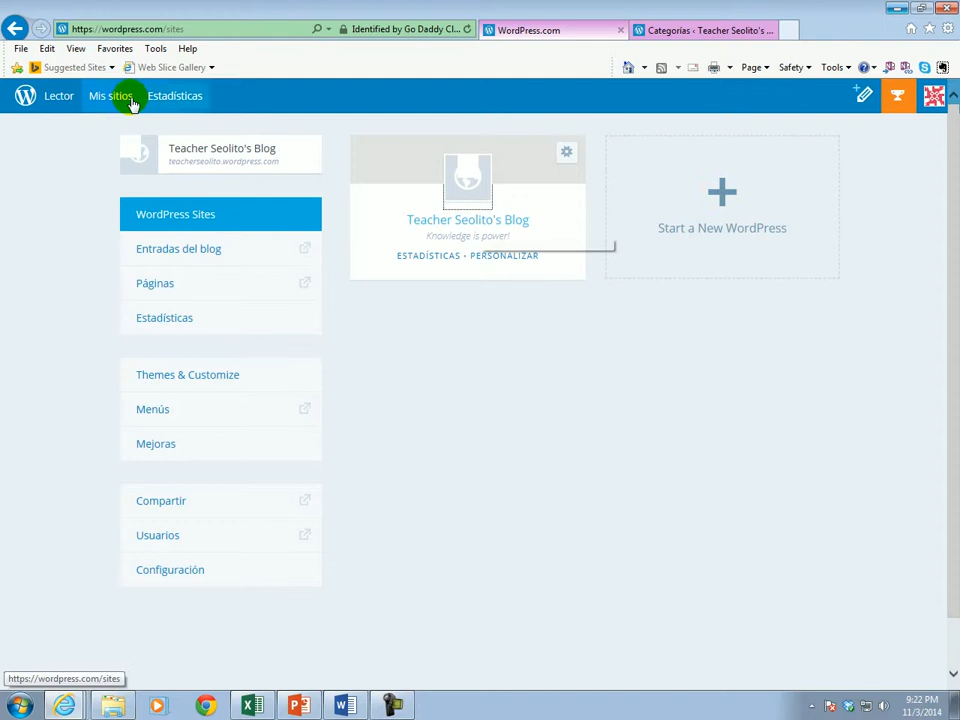 https://wordpress.com/sites
Identified by Go Daddy Cl...
WordPress.com
Categorías ‹ Teacher Seolito's ...
File Edit View Favorites Tools Help
Suggested Sites
Web Slice Gallery
Page
Safety
Tools
Lector
Mis sitios
Estadísticas
Teacher Seolito's Blog
teacherseolito.wordpress.com
WordPress Sites
Entradas del blog
Páginas
Estadísticas
Themes & Customize
Menús
Mejoras
Compartir
Usuarios
Configuración
Teacher Seolito's Blog
Knowledge is power!
ESTADÍSTICAS • PERSONALIZAR
Start a New WordPress
https://wordpress.com/sites
9:22 PM
11/3/2014